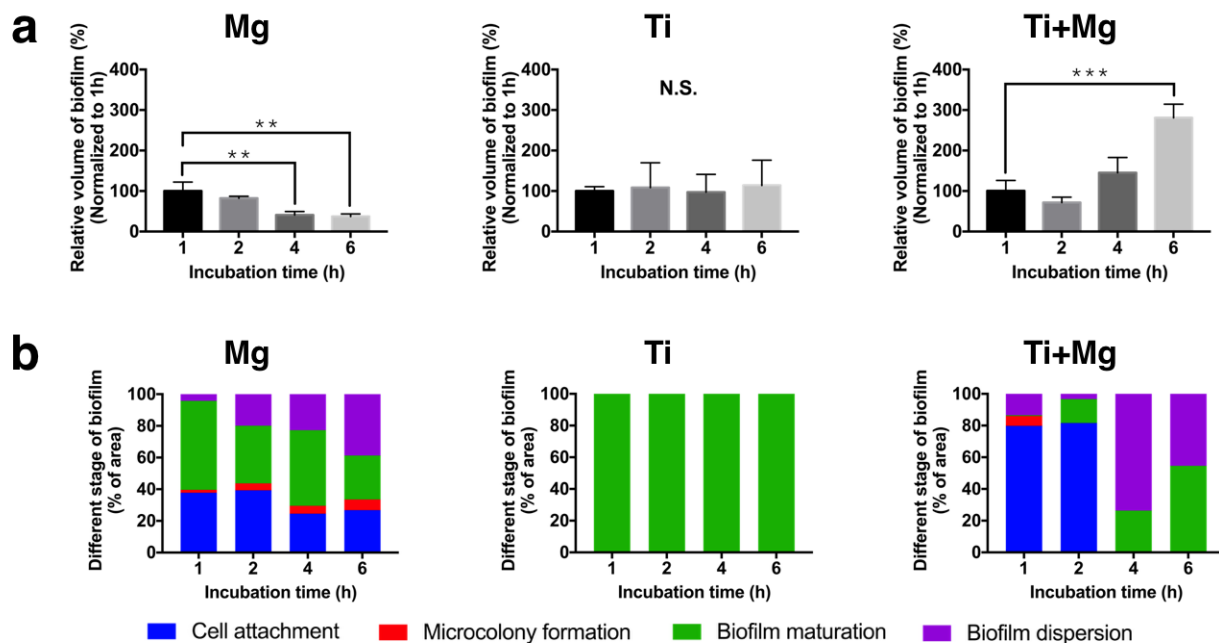 a
Mg
Ti
Ti+Mg
Relative volume of biofilm (%)
(Normalized to 1h)
400
300
200
100
0
**
**
1 2 4 6
Incubation time (h)
Relative volume of biofilm (%)
(Normalized to 1h)
400
300
200
100
0
N.S.
1 2 4 6
Incubation time (h)
Relative volume of biofilm (%)
(Normalized to 1h)
400
300
200
100
0
***
1 2 4 6
Incubation time (h)
b
Mg
Ti
Ti+Mg
Different stage of biofilm
(% of area)
100
80
60
40
20
0
1 2 4 6
Incubation time (h)
Different stage of biofilm
(% of area)
100
80
60
40
20
0
1 2 4 6
Incubation time (h)
Different stage of biofilm
(% of area)
100
80
60
40
20
0
1 2 4 6
Incubation time (h)
Cell attachment Microcolony formation Biofilm maturation Biofilm dispersion